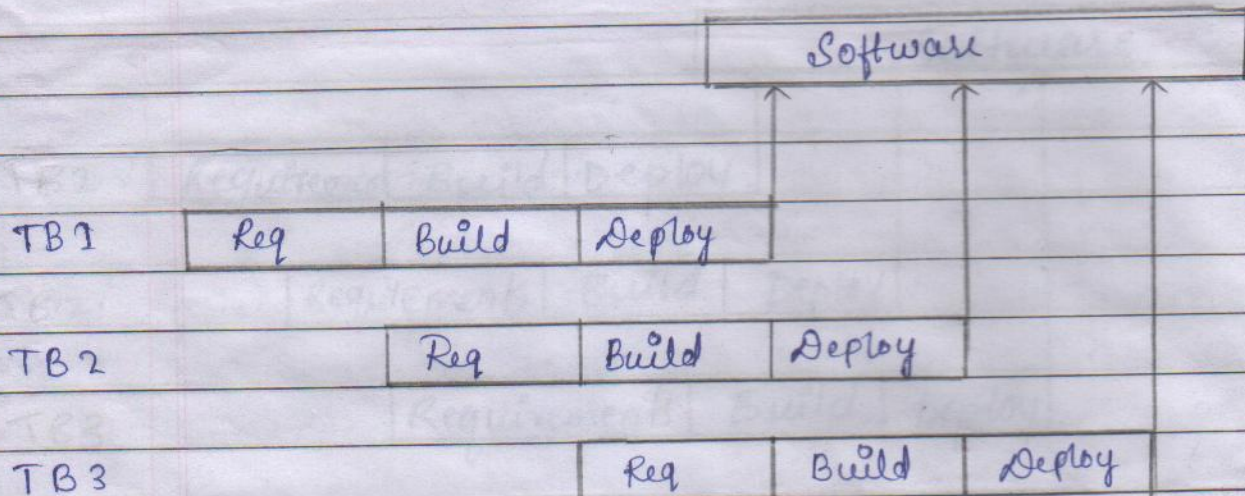 Software
TB1 Req Build Deploy
TB2 Req Build Deploy
TB3 Req Build Deploy